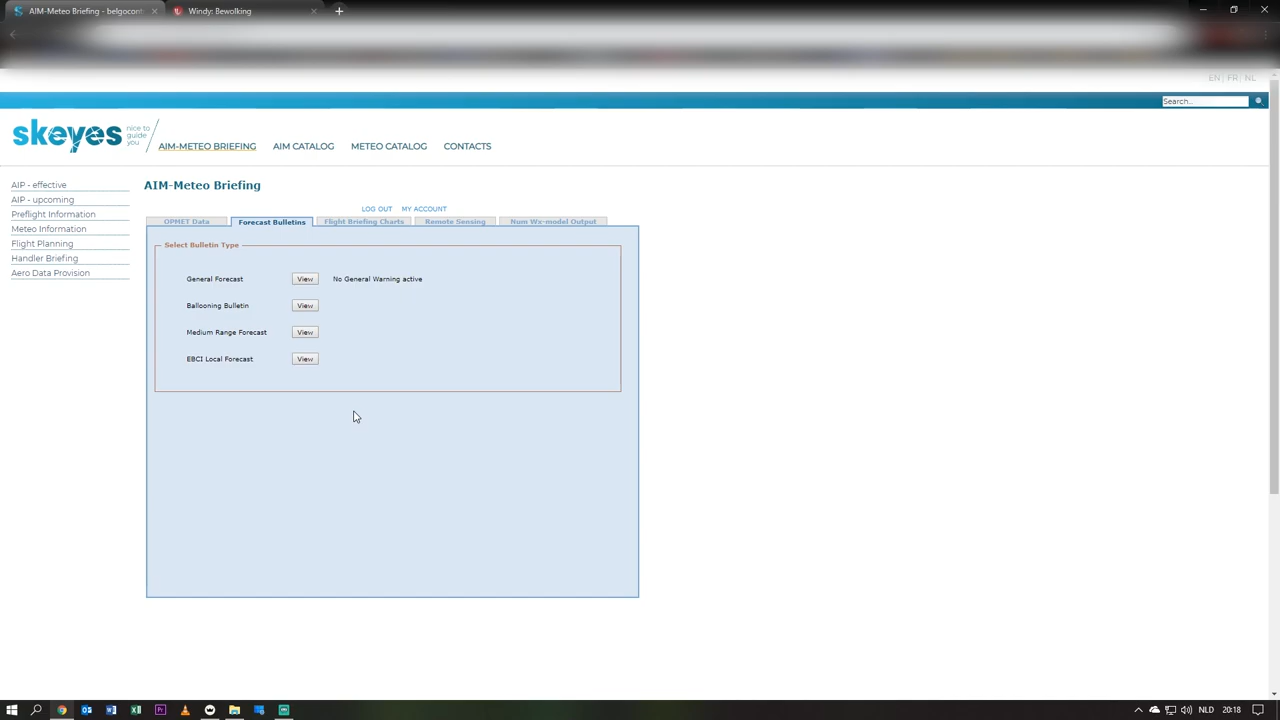 AIM-Meteo Briefing - belgocont
Windy: Bewolking
EN | FR | NL
Search...
skeyes nice to guide you
AIM-METEO BRIEFING AIM CATALOG METEO CATALOG CONTACTS
AIP - effective
AIP - upcoming
Preflight Information
Meteo Information
Flight Planning
Handler Briefing
Aero Data Provision
AIM-Meteo Briefing
LOG OUT MY ACCOUNT
OPMET Data Forecast Bulletins Flight Briefing Charts Remote Sensing Num Wx-model Output
Select Bulletin Type
General Forecast View No General Warning active
Ballooning Bulletin View
Medium Range Forecast View
EBCI Local Forecast View
NLD 20:18